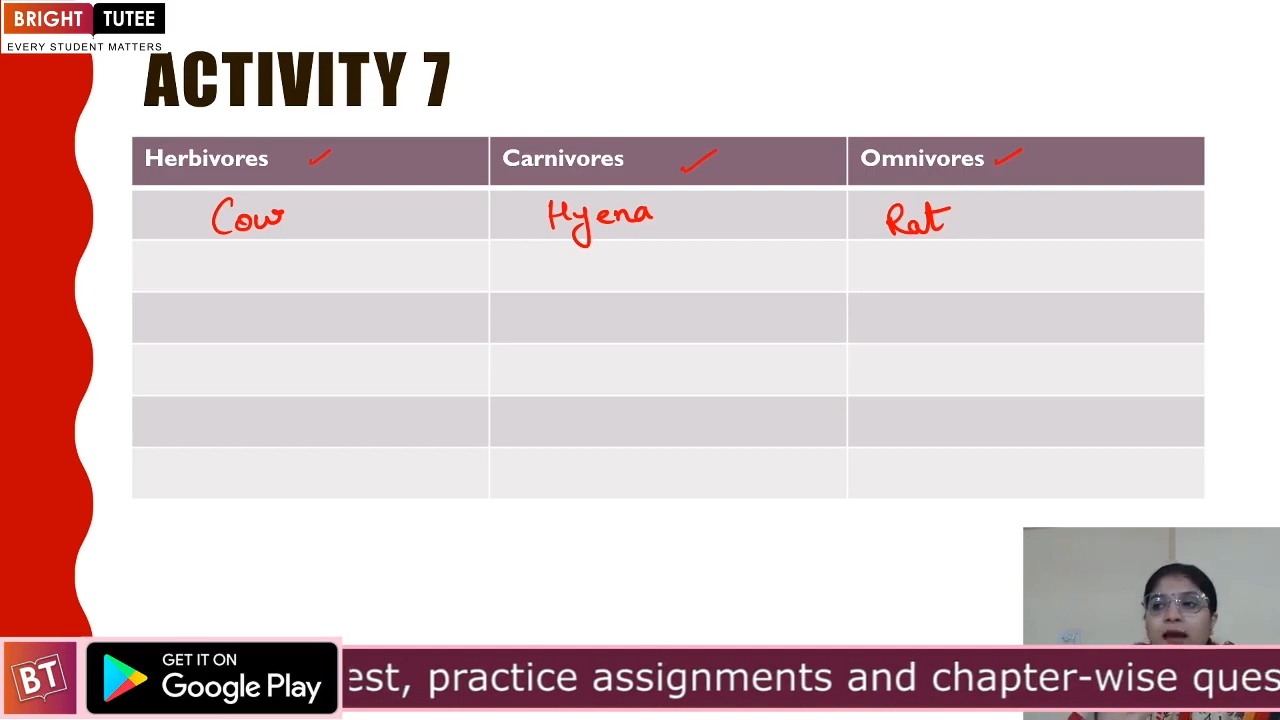 BRIGHT TUTEE
EVERY STUDENT MATTERS
ACTIVITY 7
Herbivores Carnivores Omnivores
Cow Hyena Rat
BT
GET IT ON
Google Play
est, practice assignments and chapter-wise ques